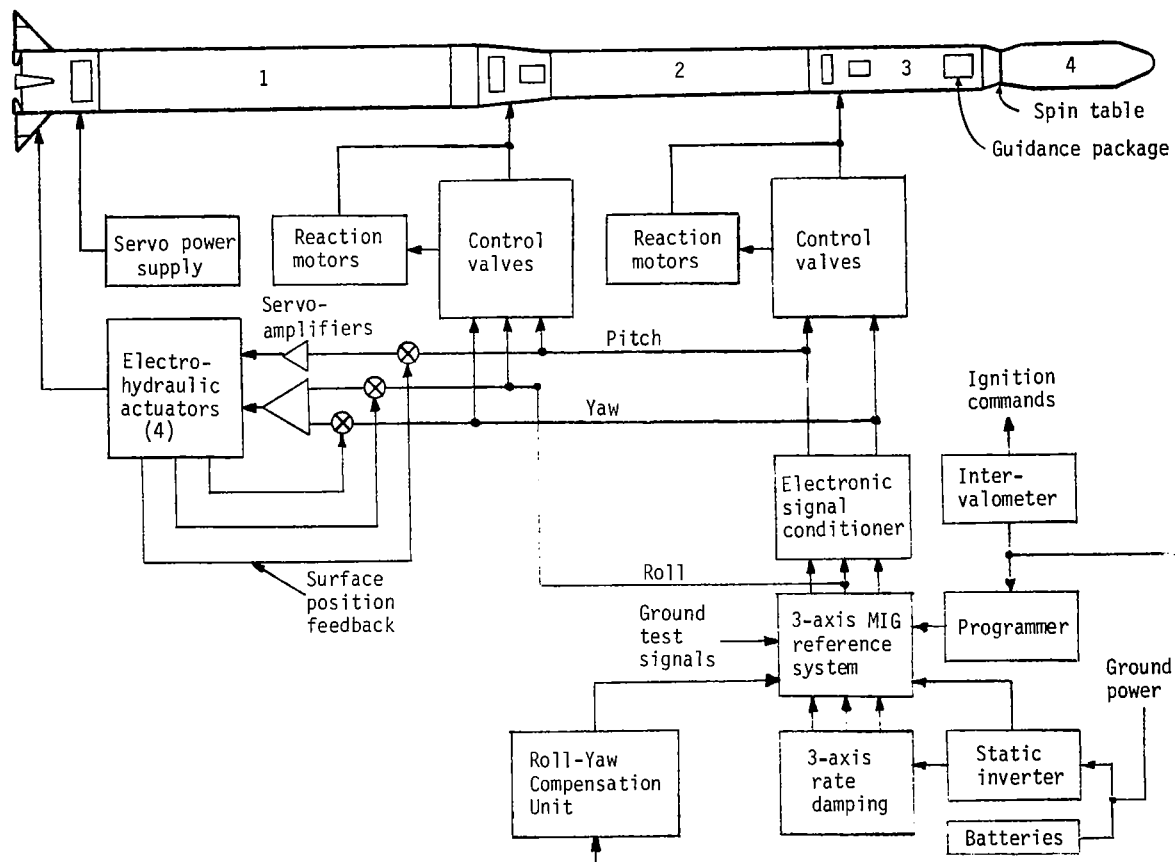 1
2
3
4
Spin table
Guidance package
Servo power
supply
Reaction
motors
Control
valves
Reaction
motors
Control
valves
Servo-
amplifiers
Electro-
hydraulic
actuators
(4)
Pitch
Yaw
Ignition
commands
Electronic
signal
conditioner
Inter-
valometer
Surface
position
feedback
Roll
Ground
test
signals
3-axis MIG
reference
system
Programmer
Ground
power
Roll-Yaw
Compensation
Unit
3-axis
rate
damping
Static
inverter
Batteries